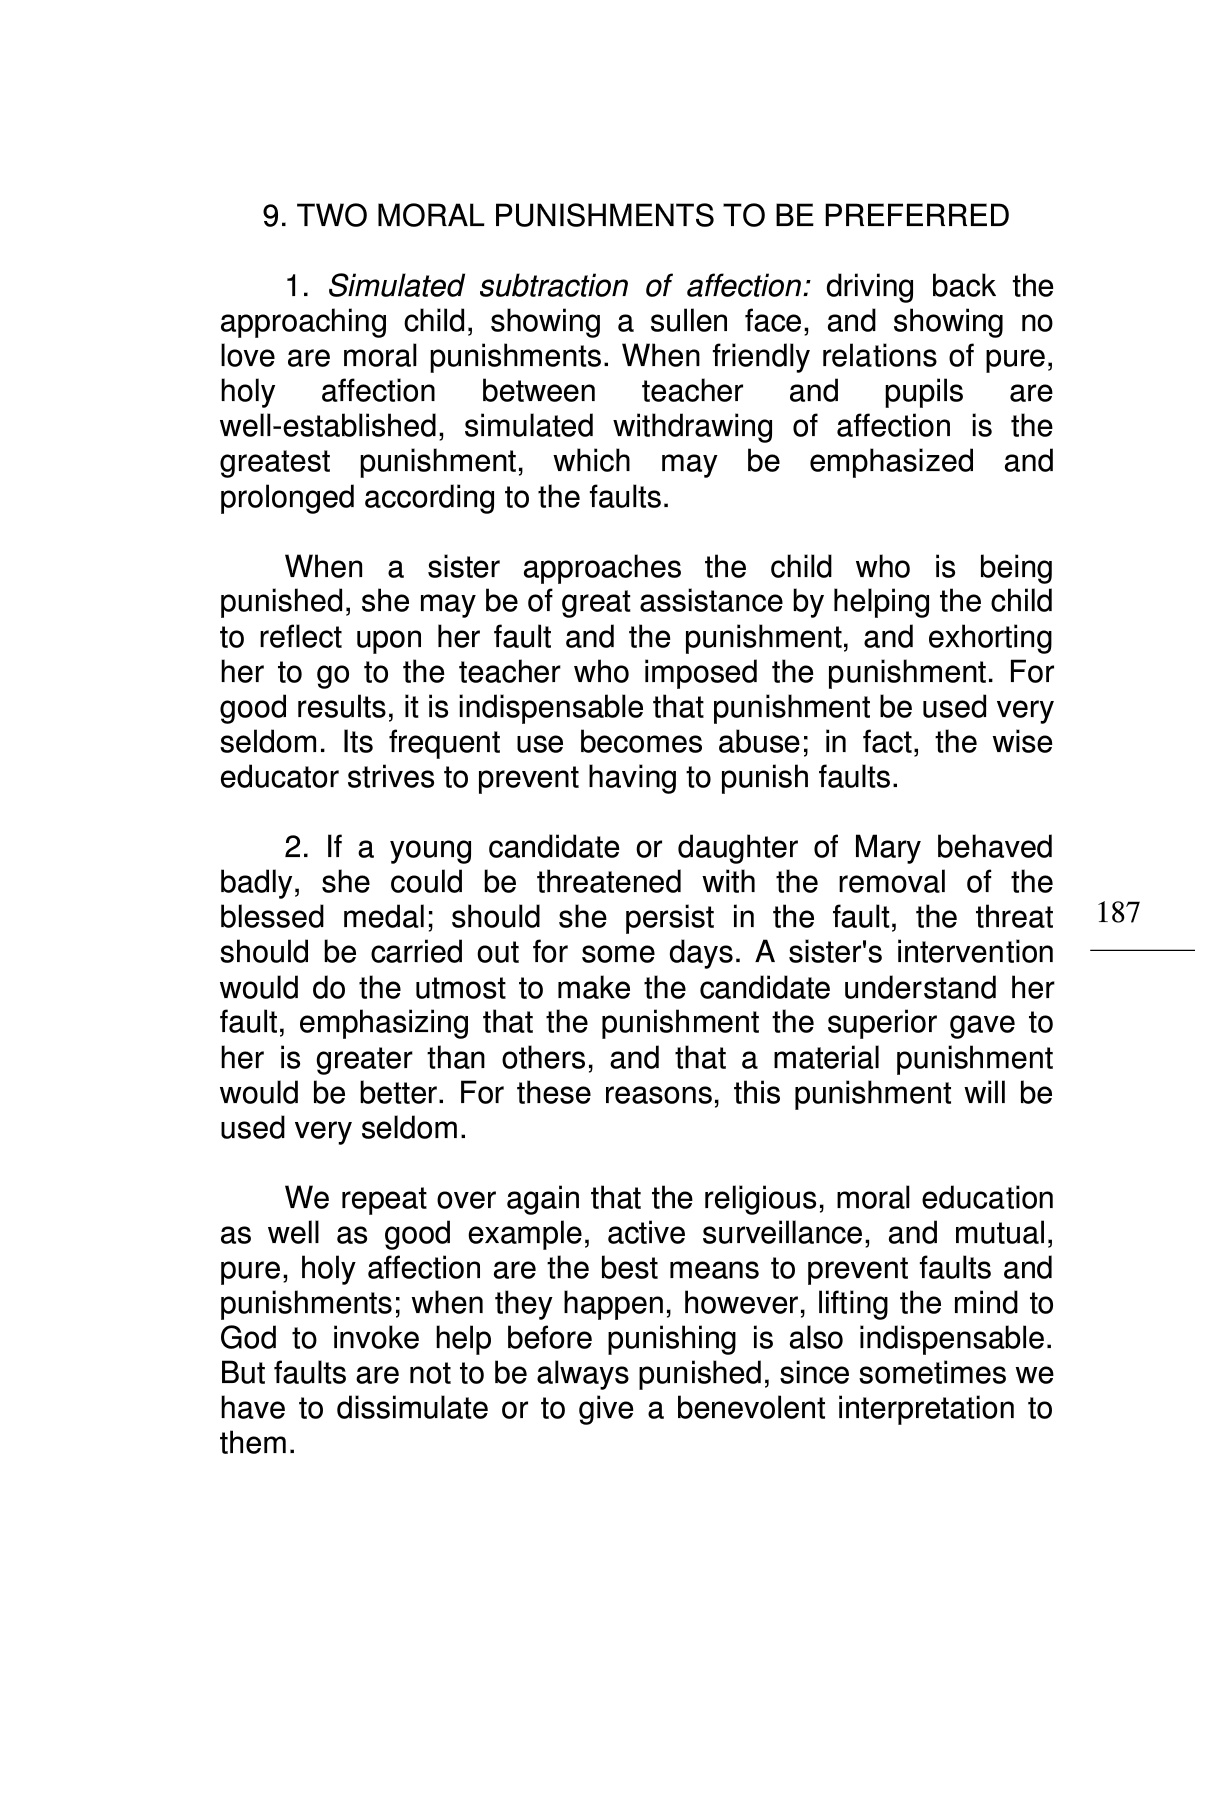 9. TWO MORAL PUNISHMENTS TO BE PREFERRED
1. Simulated subtraction of affection: driving back the
approaching child, showing a sullen face, and showing no
love are moral punishments. When friendly relations of pure,
holy affection between teacher and pupils are
well-established, simulated withdrawing of affection is the
greatest punishment, which may be emphasized and
prolonged according to the faults.
When a sister approaches the child who is being
punished, she may be of great assistance by helping the child
to reflect upon her fault and the punishment, and exhorting
her to go to the teacher who imposed the punishment. For
good results, it is indispensable that punishment be used very
seldom. Its frequent use becomes abuse; in fact, the wise
educator strives to prevent having to punish faults.
2. If a young candidate or daughter of Mary behaved
badly, she could be threatened with the removal of the
blessed medal; should she persist in the fault, the threat
should be carried out for some days. A sister's intervention
would do the utmost to make the candidate understand her
fault, emphasizing that the punishment the superior gave to
her is greater than others, and that a material punishment
would be better. For these reasons, this punishment will be
used very seldom.
We repeat over again that the religious, moral education
as well as good example, active surveillance, and mutual,
pure, holy affection are the best means to prevent faults and
punishments; when they happen, however, lifting the mind to
God to invoke help before punishing is also indispensable.
But faults are not to be always punished, since sometimes we
have to dissimulate or to give a benevolent interpretation to
them.
187